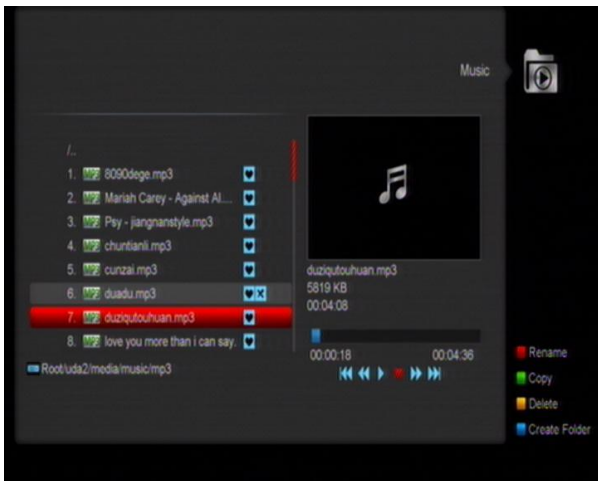 Music
/..
1. MP3 8090dege.mp3
2. MP3 Mariah Carey - Against Al....
3. MP3 Psy - jiangnanstyle.mp3
4. MP3 chuntianli.mp3
5. MP3 cunzai.mp3
6. MP3 duadu.mp3
7. MP3 duziqutouhuan.mp3
8. MP3 love you more than i can say.
Root/uda2/media/music/mp3
duziqutouhuan.mp3
5819 KB
00:04:08
00:00:18 00:04:36
Rename
Copy
Delete
Create Folder